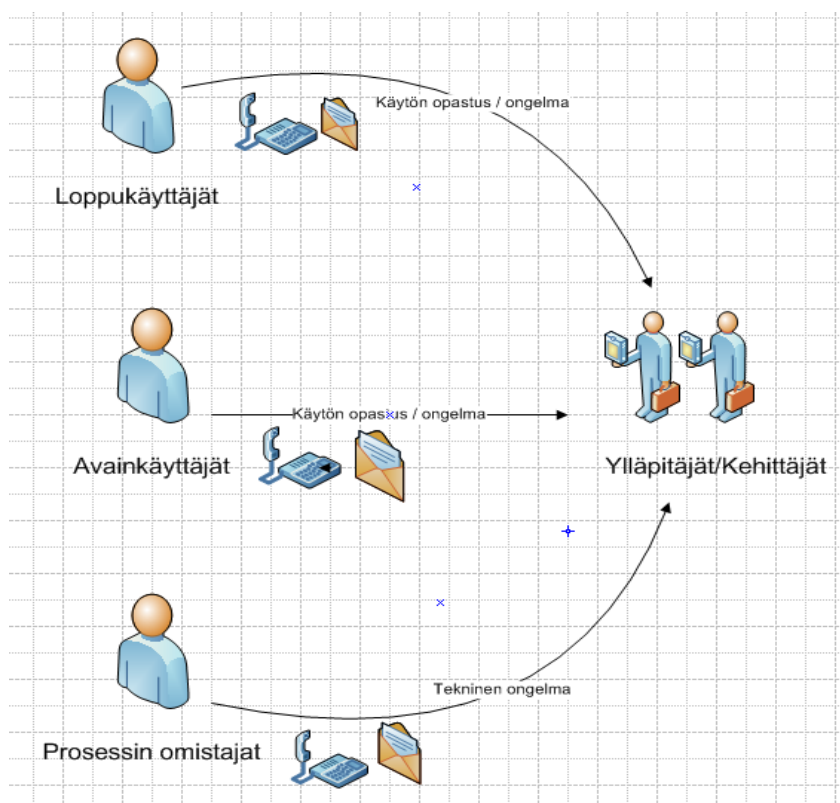 Käytön opastus / ongelma
Loppukäyttäjät
Käytön opastus / ongelma
Avainkäyttäjät
Ylläpitäjät/Kehittäjät
Tekninen ongelma
Prosessin omistajat